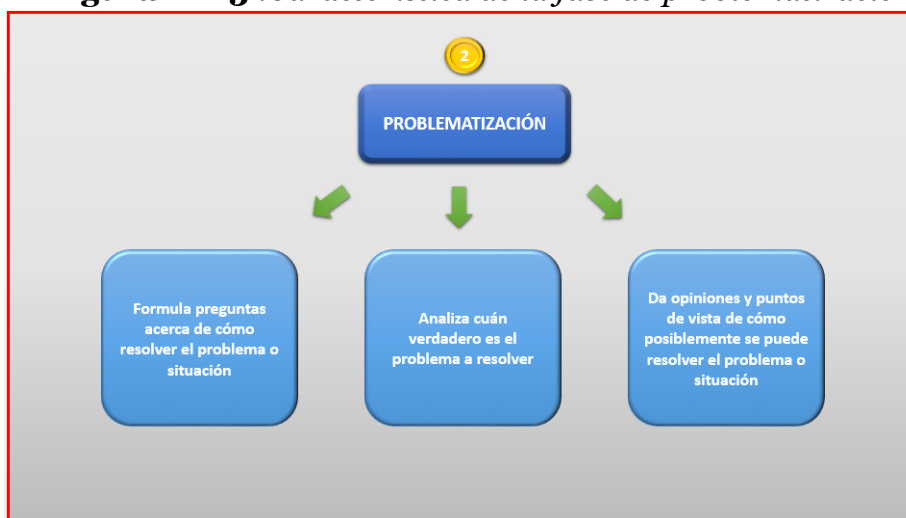 2
PROBLEMATIZACIÓN
Formula preguntas
acerca de cómo
resolver el problema o
situación
Analiza cuán
verdadero es el
problema a resolver
Da opiniones y puntos
de vista de cómo
posiblemente se puede
resolver el problema o
situación